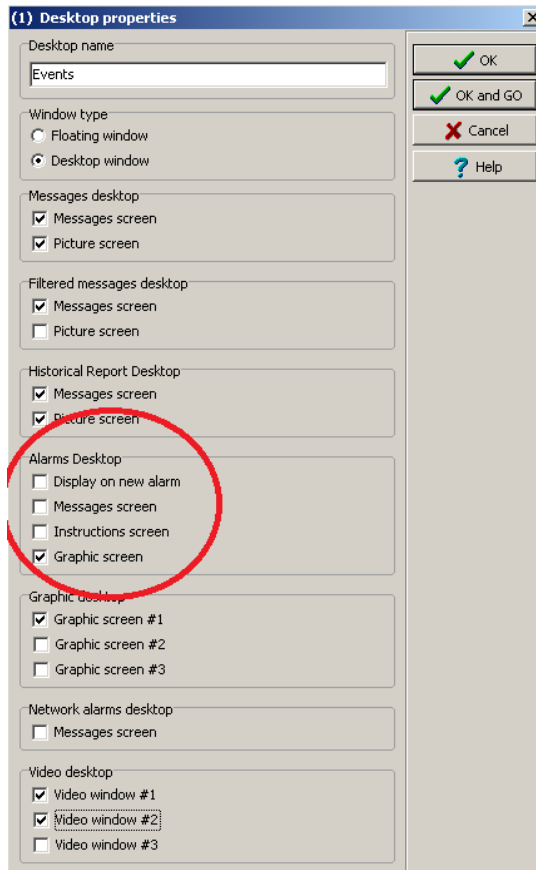 (1) Desktop properties
Desktop name
Events
OK
OK and GO
Cancel
Help
Window type
Floating window
Desktop window
Messages desktop
Messages screen
Picture screen
Filtered messages desktop
Messages screen
Picture screen
Historical Report Desktop
Messages screen
Picture screen
Alarms Desktop
Display on new alarm
Messages screen
Instructions screen
Graphic screen
Graphic desktop
Graphic screen #1
Graphic screen #2
Graphic screen #3
Network alarms desktop
Messages screen
Video desktop
Video window #1
Video window #2
Video window #3